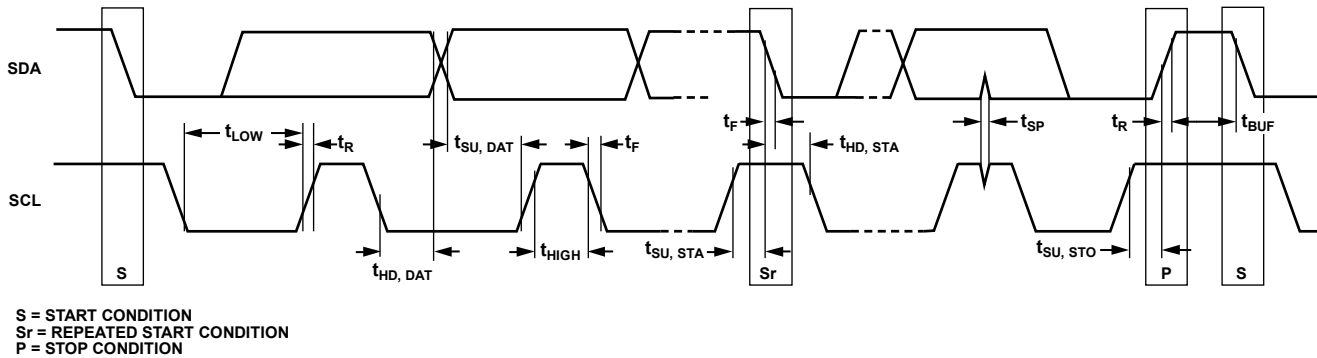 SDA
tLOW
tR
tSU, DAT
tF
tF
tHD, STA
tSP
tR
tBUF
SCL
tHD, DAT
tHIGH
tSU, STA
tSU, STO
S
Sr
P
S
S = START CONDITION
Sr = REPEATED START CONDITION
P = STOP CONDITION